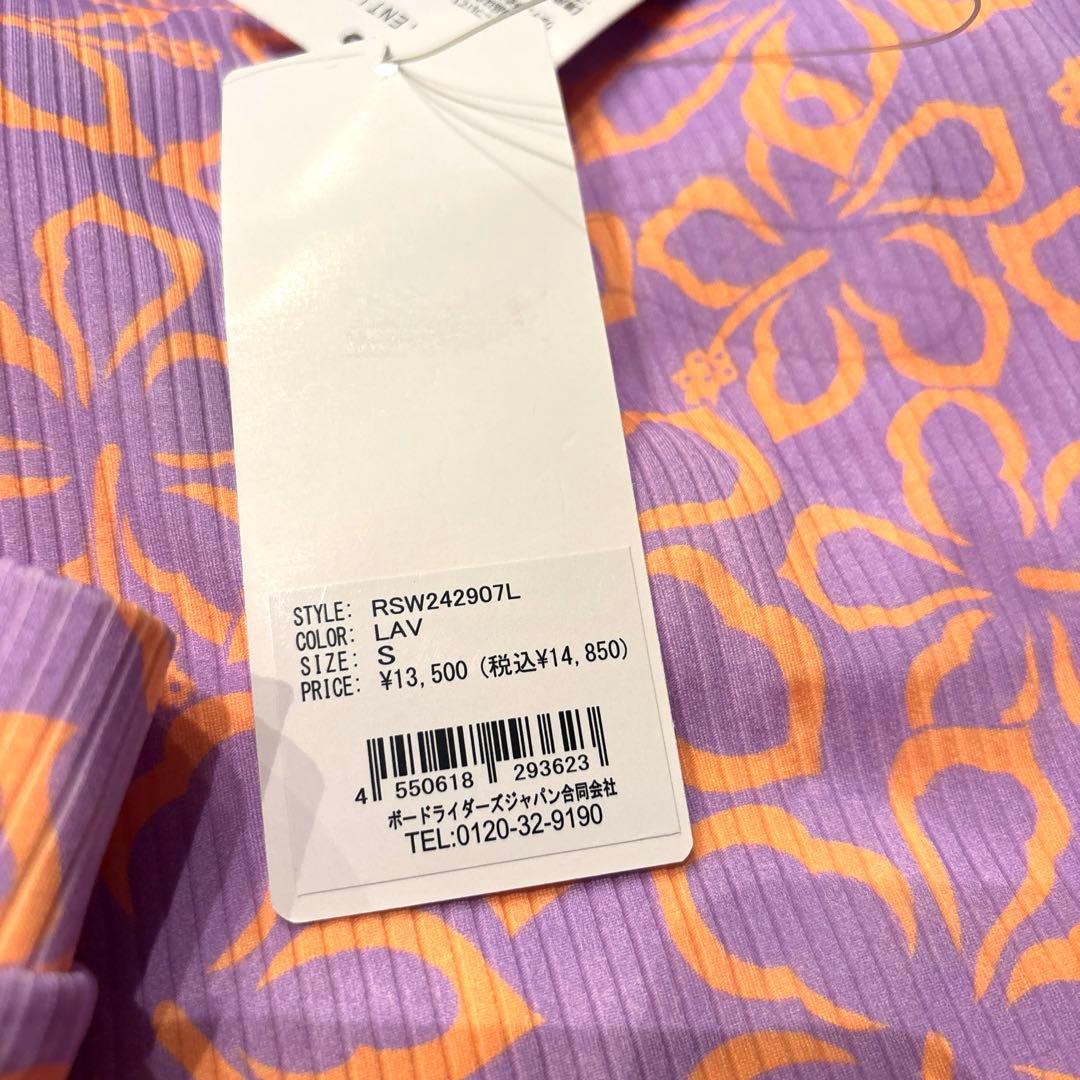 STYLE: RSW242907L
COLOR: LAV
SIZE: S
PRICE: ¥13,500 (税込¥14,850)
4 550618 293623
ボードライダーズジャパン合同会社
TEL:0120-32-9190